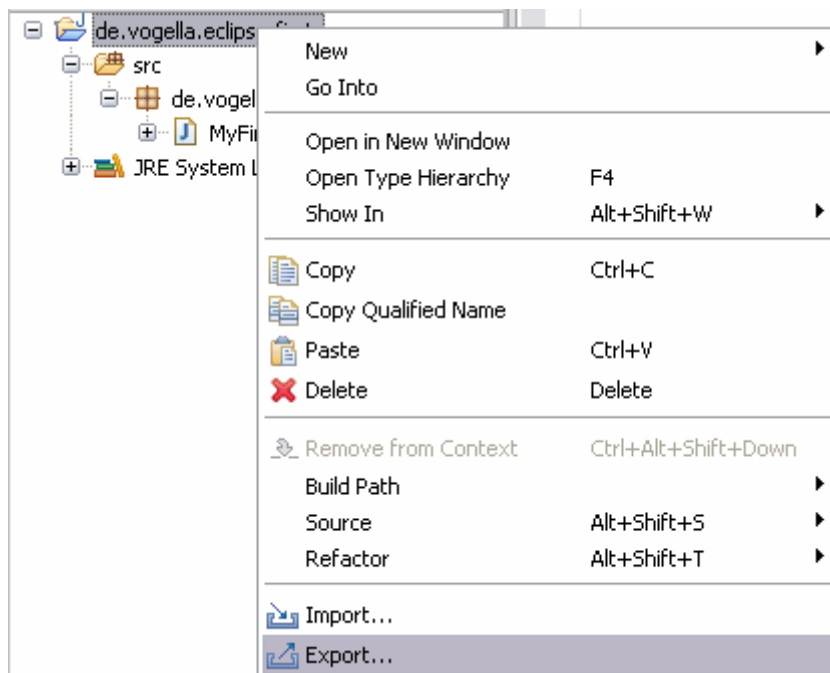 de.vogella.eclips
src
de.vogel
MyFi
JRE System L
New
Go Into
Open in New Window
Open Type Hierarchy F4
Show In Alt+Shift+W
Copy Ctrl+C
Copy Qualified Name
Paste Ctrl+V
Delete Delete
Remove from Context Ctrl+Alt+Shift+Down
Build Path
Source Alt+Shift+S
Refactor Alt+Shift+T
Import...
Export...